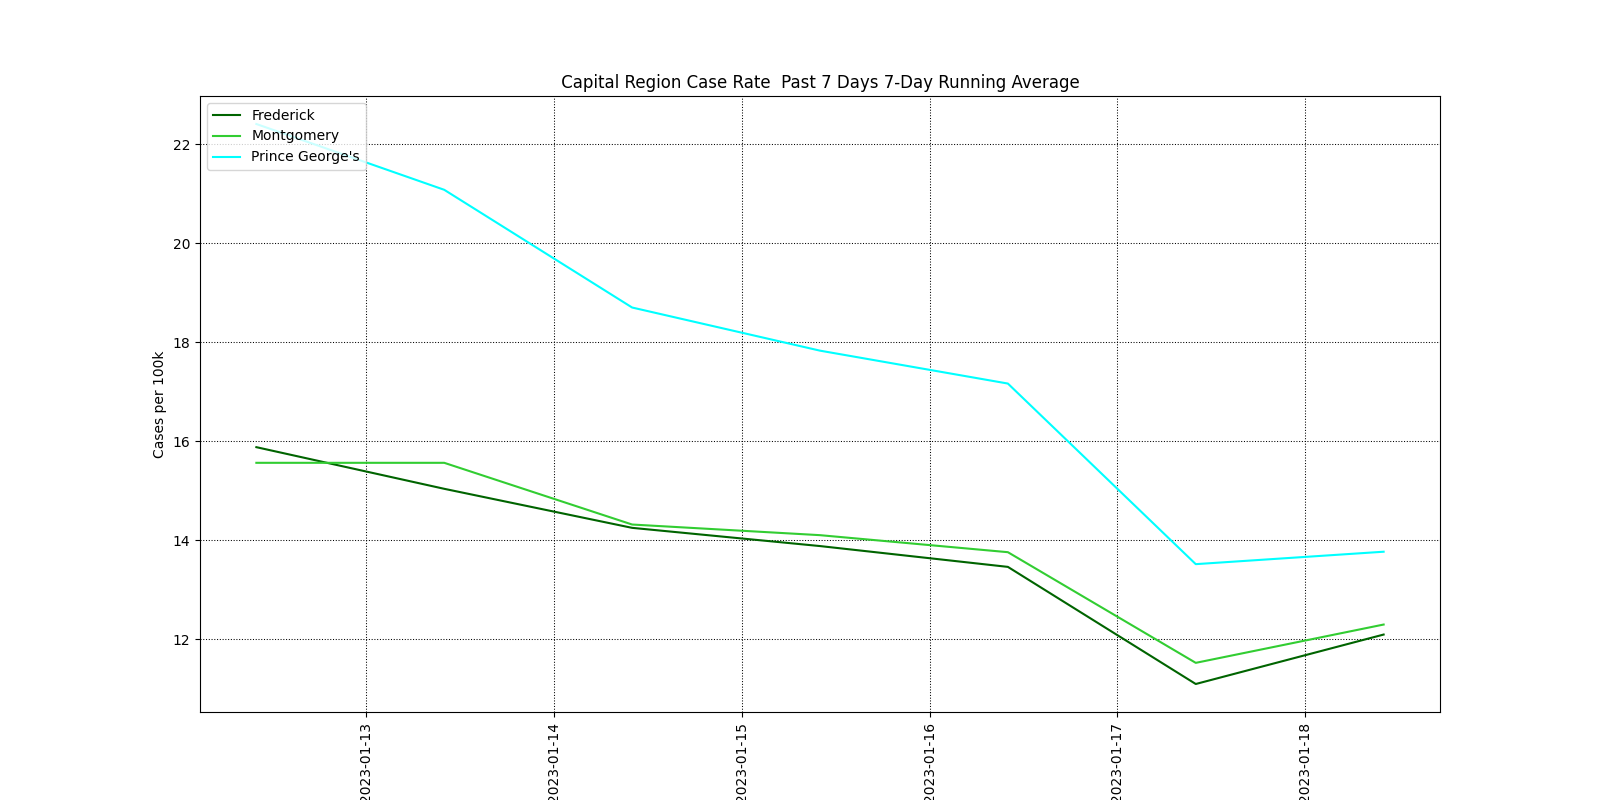 Capital Region Case Rate  Past 7 Days 7-Day Running Average
Frederick
Montgomery
Prince George's
22
20
18
16
14
12
Cases per 100k
2023-01-13
2023-01-14
2023-01-15
2023-01-16
2023-01-17
2023-01-18